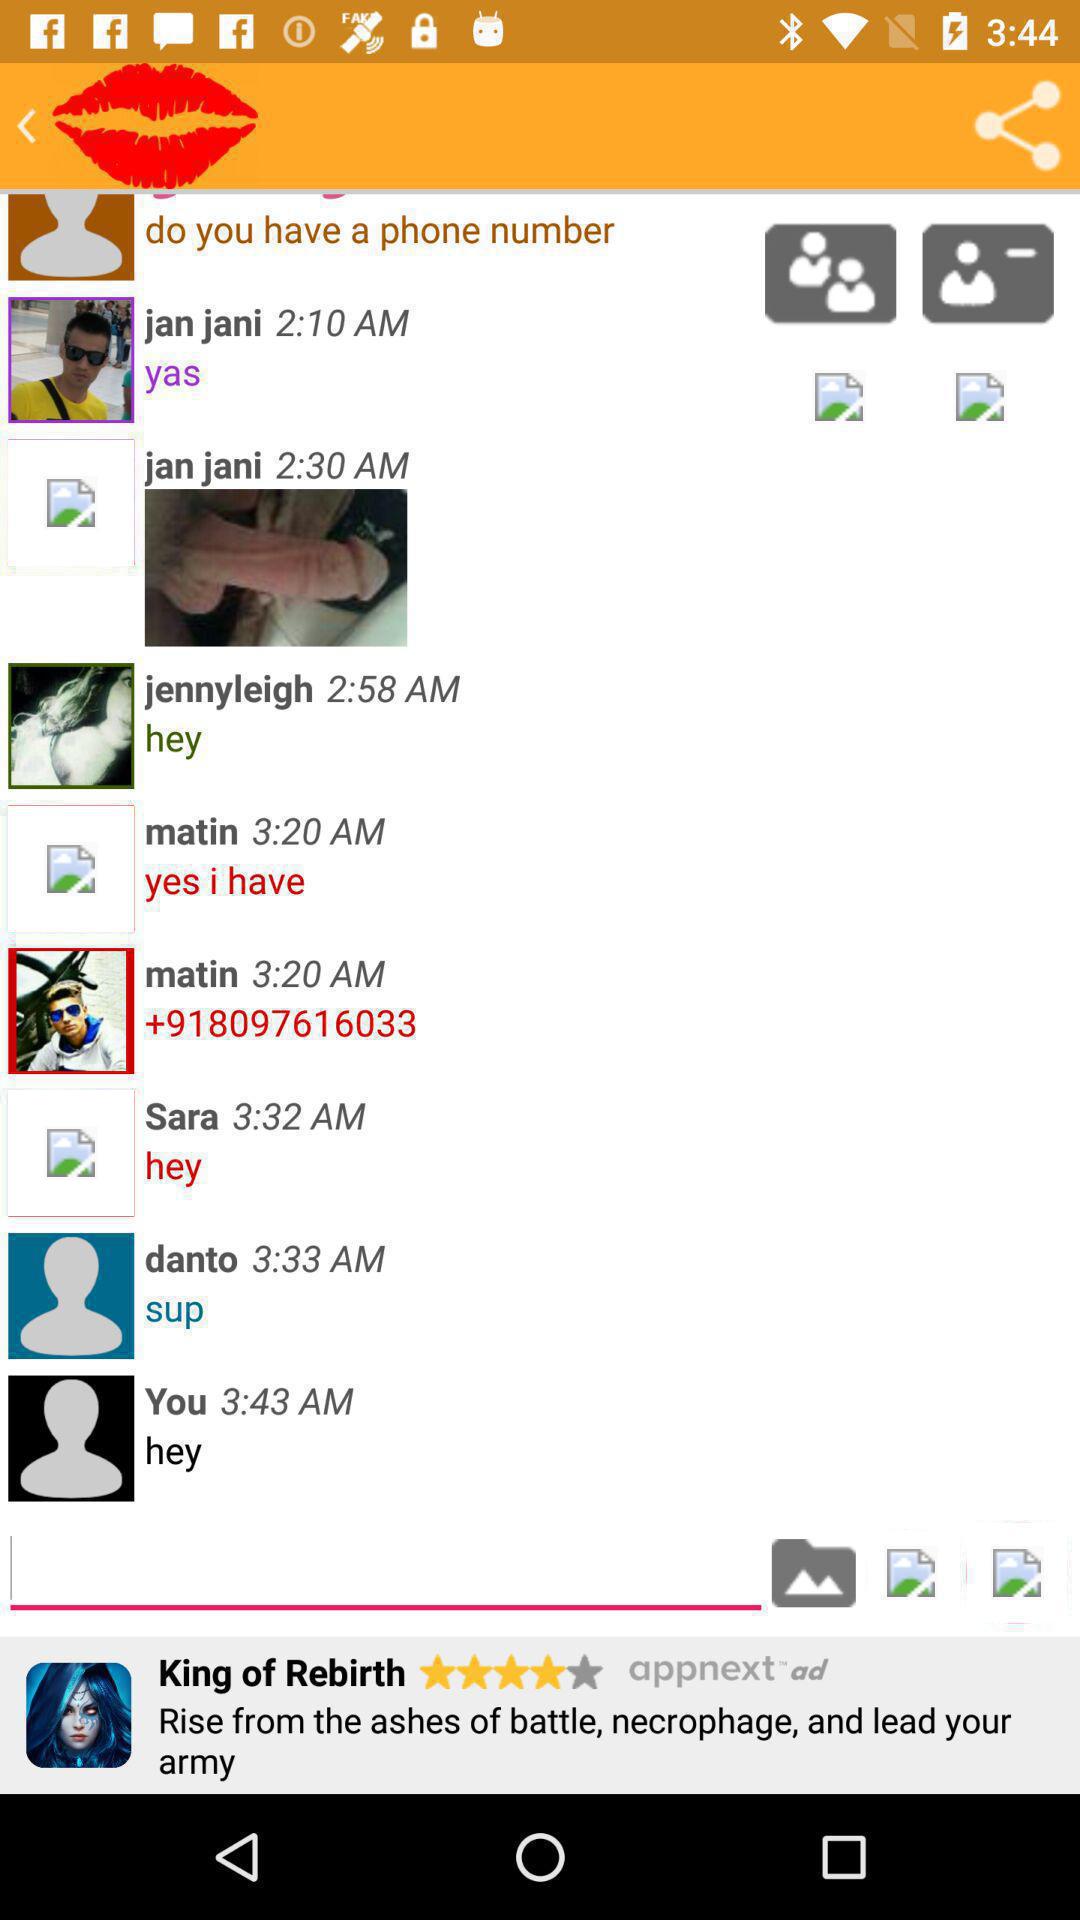 FAKE
3:44
do you have a phone number
jan jani 2:10 AM
yas
jan jani 2:30 AM
jennyleigh 2:58 AM
hey
matin 3:20 AM
yes i have
matin 3:20 AM
+918097616033
Sara 3:32 AM
hey
danto 3:33 AM
sup
You 3:43 AM
hey
King of Rebirth appnext™ ad
Rise from the ashes of battle, necrophage, and lead your
army